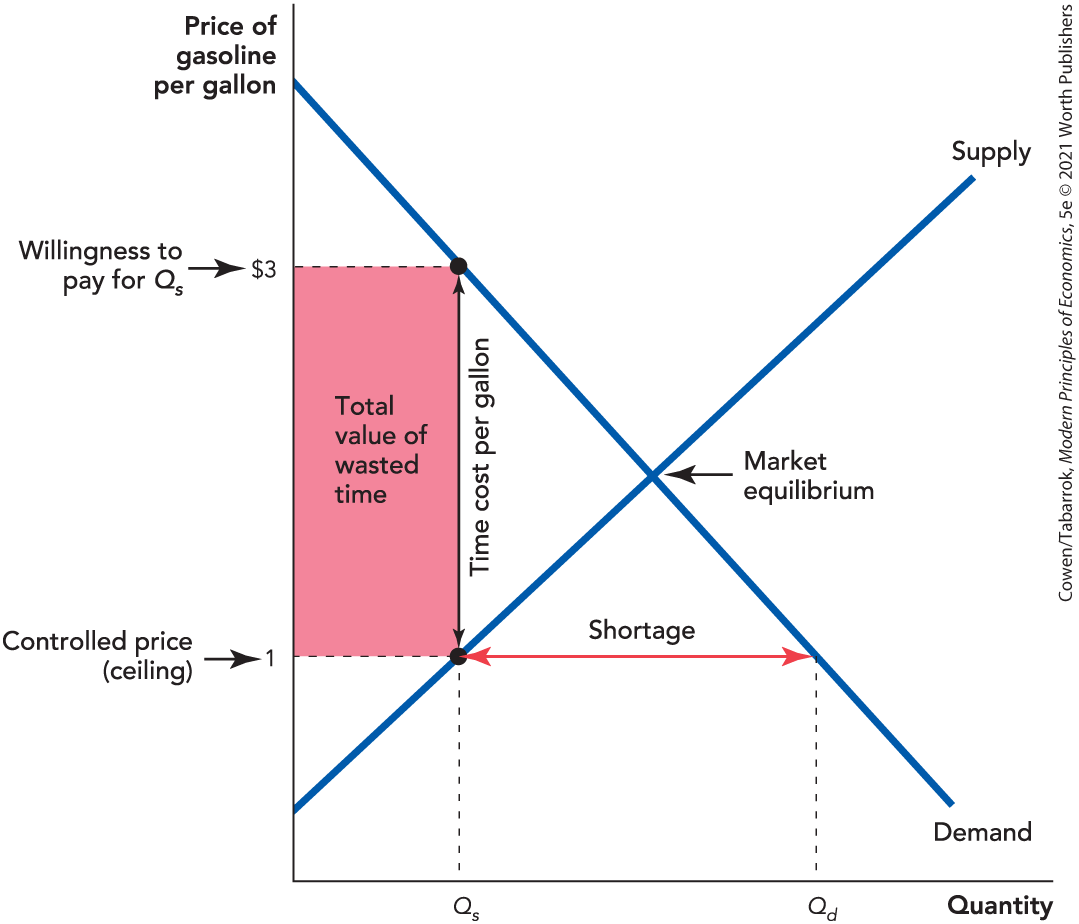 Price of
gasoline
per gallon
Supply
Willingness to
pay for Qs
$3
Total
value of
wasted
time
Time cost per gallon
Market
equilibrium
Controlled price
(ceiling)
1
Shortage
Demand
Qs
Qd
Quantity
Cowen/Tabarrok, Modern Principles of Economics, 5e © 2021 Worth Publishers